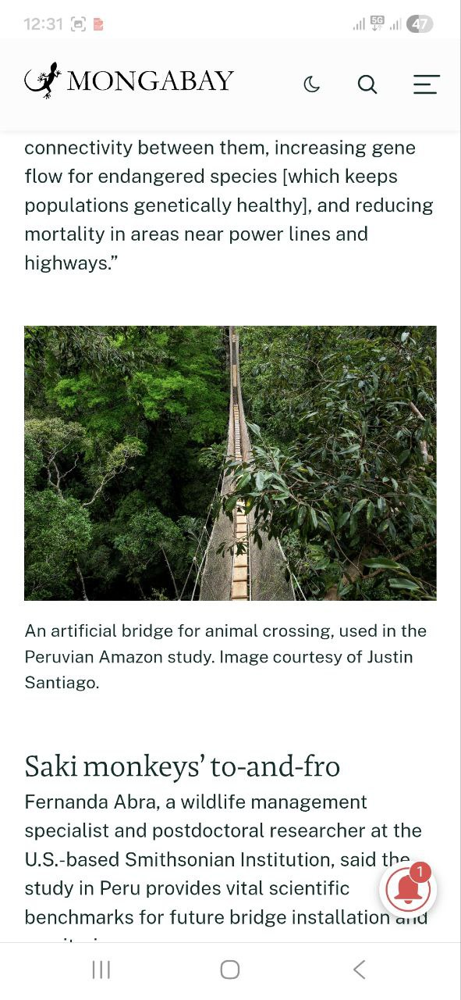 12:31
5G
47
MONGABAY
connectivity between them, increasing gene
flow for endangered species [which keeps
populations genetically healthy], and reducing
mortality in areas near power lines and
highways.”
An artificial bridge for animal crossing, used in the
Peruvian Amazon study. Image courtesy of Justin
Santiago.
Saki monkeys’ to-and-fro
Fernanda Abra, a wildlife management
specialist and postdoctoral researcher at the
U.S.-based Smithsonian Institution, said the
study in Peru provides vital scientific
benchmarks for future bridge installation and
1